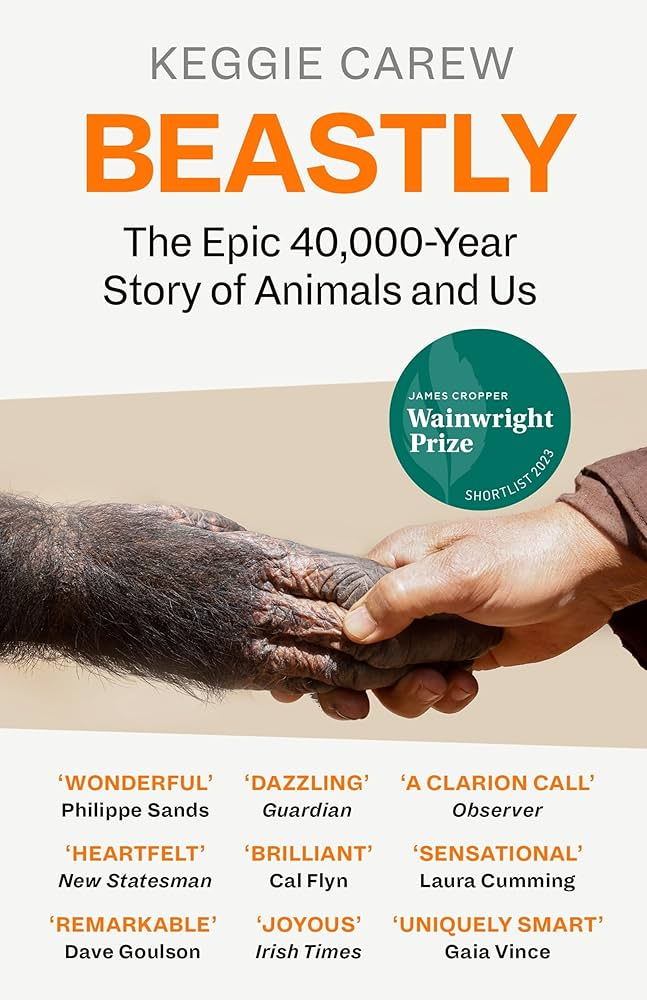 KEGGIE CAREW
BEASTLY
The Epic 40,000-Year
Story of Animals and Us
JAMES CROPPER
Wainwright
Prize
SHORTLIST 2023
‘WONDERFUL’
Philippe Sands
‘DAZZLING’
Guardian
‘A CLARION CALL’
Observer
‘HEARTFELT’
New Statesman
‘BRILLIANT’
Cal Flyn
‘SENSATIONAL’
Laura Cumming
‘REMARKABLE’
Dave Goulson
‘JOYOUS’
Irish Times
‘UNIQUELY SMART’
Gaia Vince